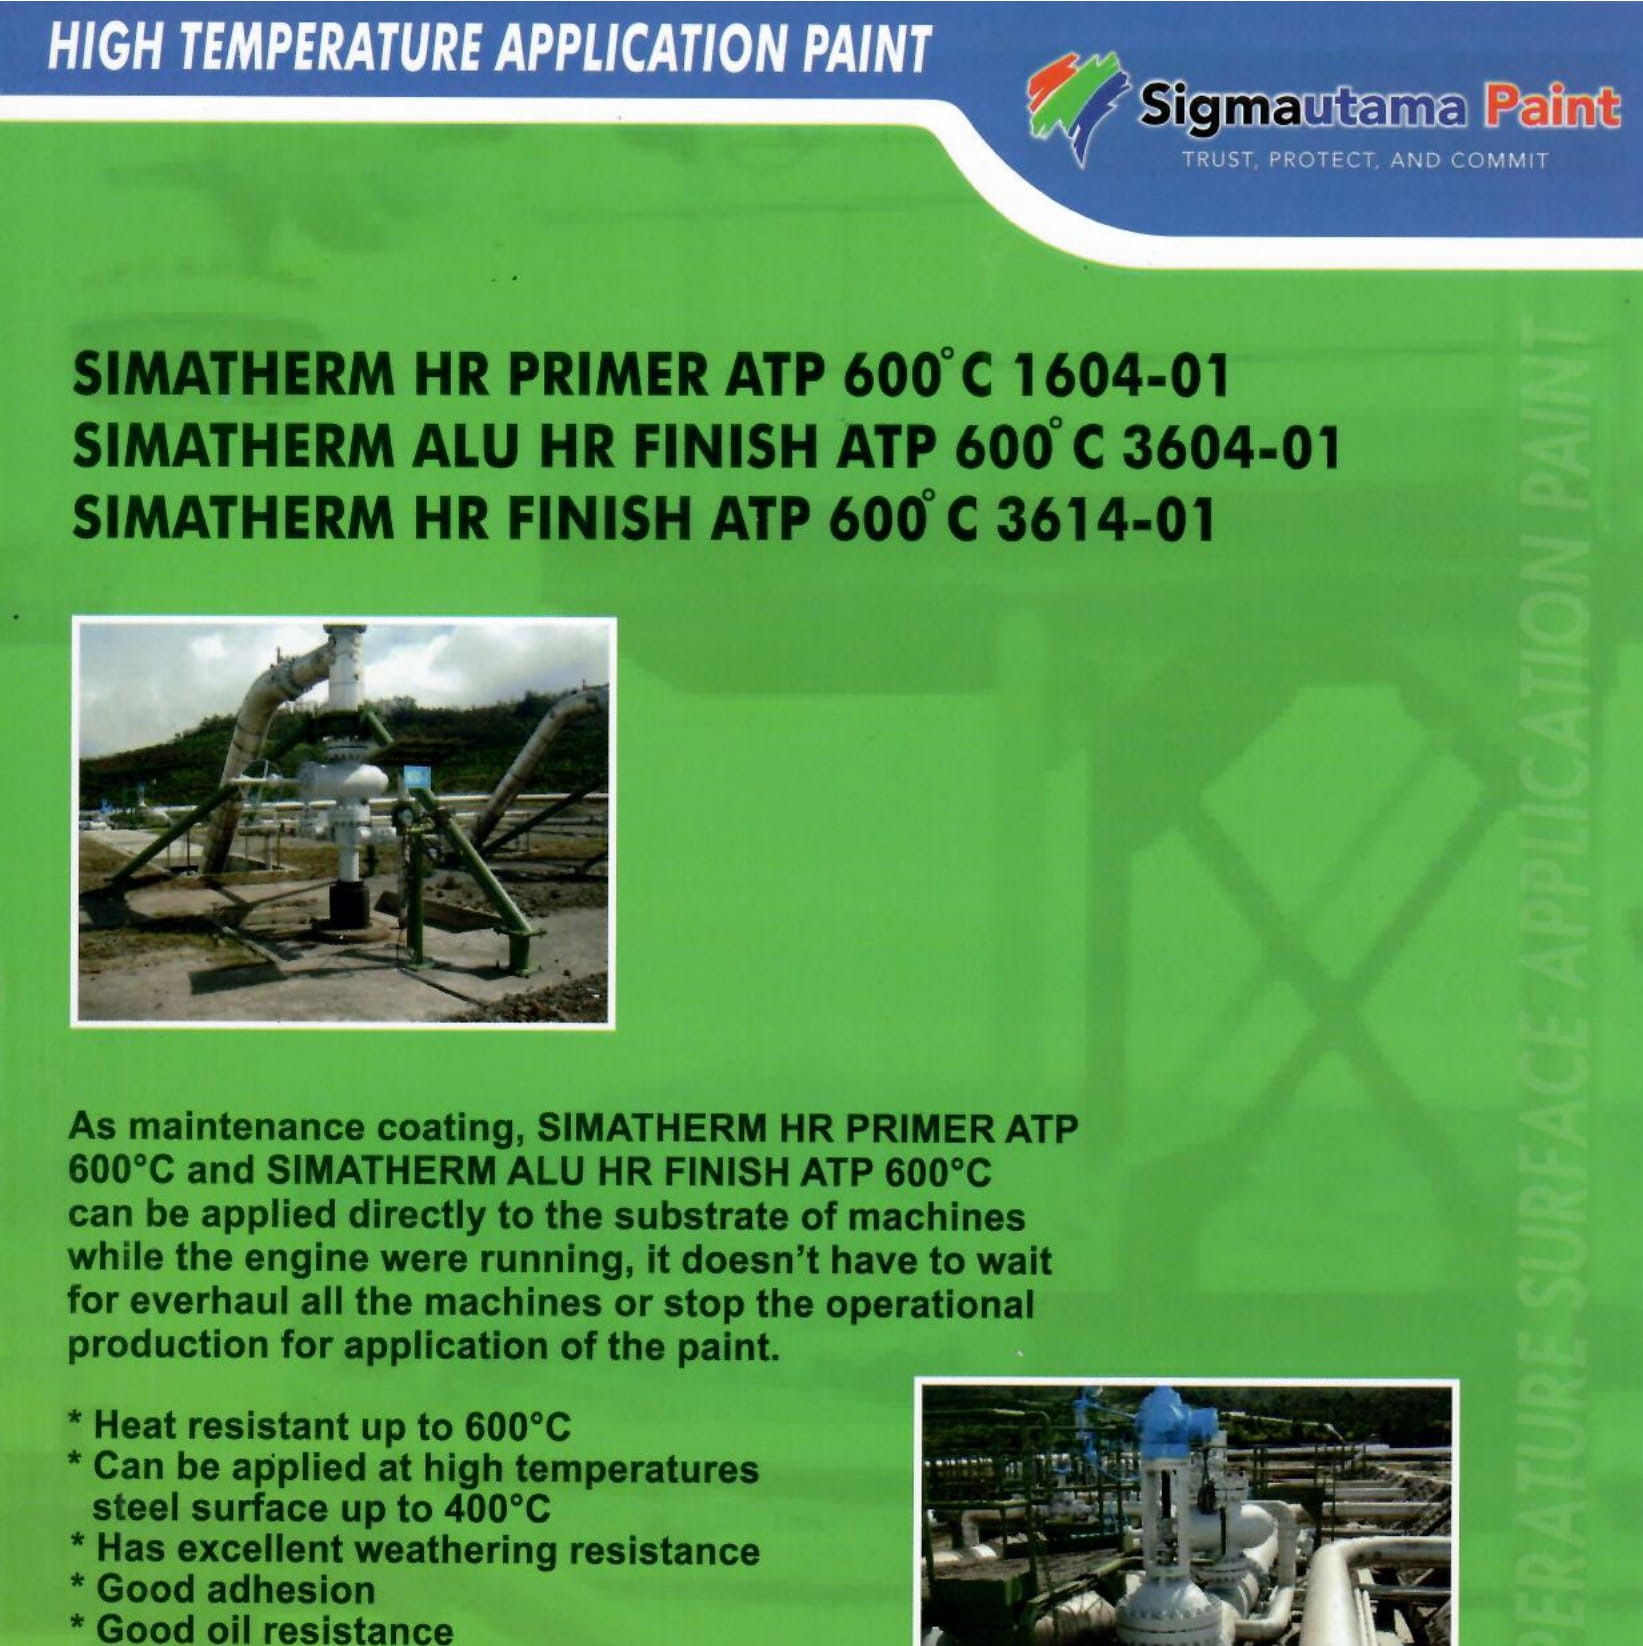 HIGH TEMPERATURE APPLICATION PAINT
Sigmautama Paint
TRUST, PROTECT, AND COMMIT
SIMATHERM HR PRIMER ATP 600°C 1604-01
SIMATHERM ALU HR FINISH ATP 600°C 3604-01
SIMATHERM HR FINISH ATP 600°C 3614-01
As maintenance coating, SIMATHERM HR PRIMER ATP
600°C and SIMATHERM ALU HR FINISH ATP 600°C
can be applied directly to the substrate of machines
while the engine were running, it doesn't have to wait
for everhaul all the machines or stop the operational
production for application of the paint.
* Heat resistant up to 600°C
* Can be applied at high temperatures
steel surface up to 400°C
* Has excellent weathering resistance
* Good adhesion
* Good oil resistance
ERATURE SURFACE APPLICATION PAINT